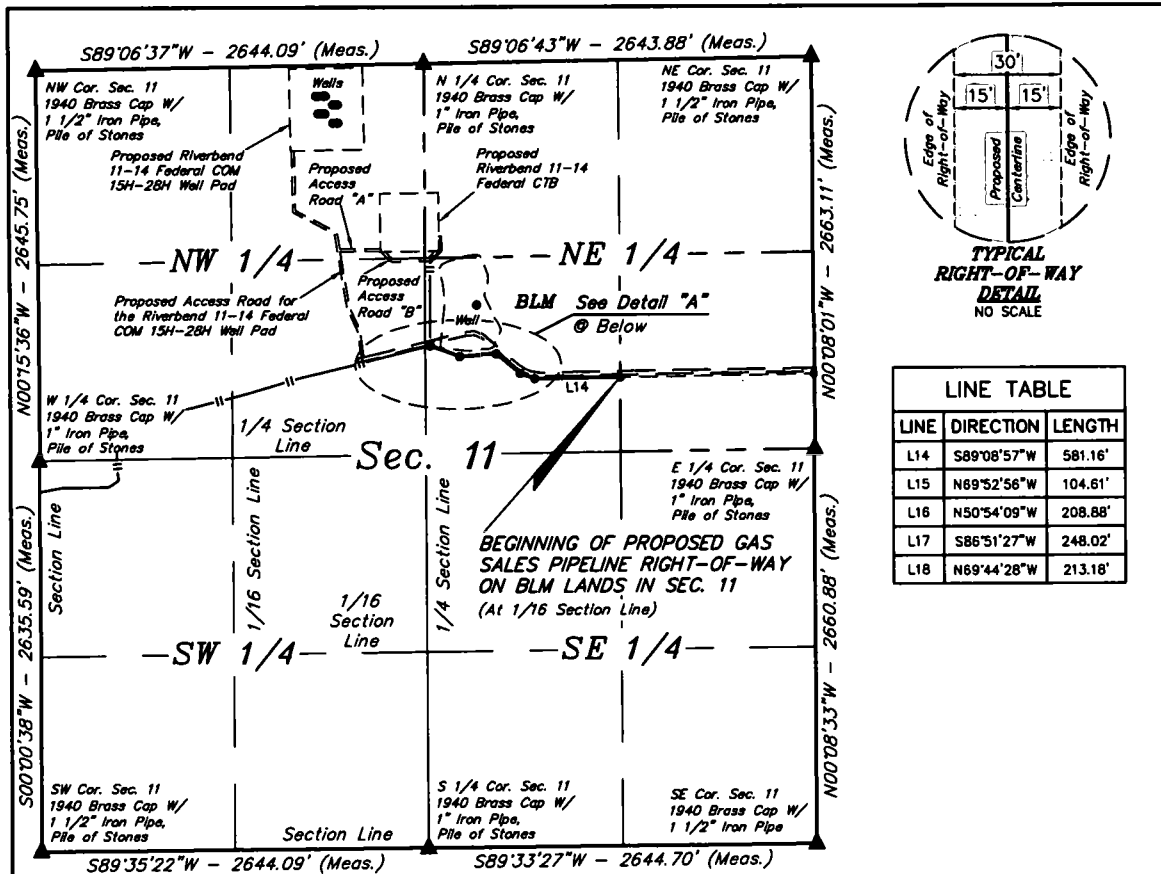 S89°06'37"W - 2644.09' (Meas.)
S89°06'43"W - 2643.88' (Meas.)
NW Cor. Sec. 11
1940 Brass Cap W/
1 1/2" Iron Pipe,
Pile of Stones
Wells
N 1/4 Cor. Sec. 11
1940 Brass Cap W/
1" Iron Pipe,
Pile of Stones
NE Cor. Sec. 11
1940 Brass Cap W/
1 1/2" Iron Pipe,
Pile of Stones
Proposed Riverbend
11-14 Federal COM
15H-28H Well Pad
Proposed
Access
Road "A"
Proposed
Riverbend 11-14
Federal CTB
N00°15'36"W - 2645.75' (Meas.)
N00°08'01"W - 2663.11' (Meas.)
NW 1/4
NE 1/4
Proposed Access Road for
the Riverbend 11-14 Federal
COM 15H-28H Well Pad
Proposed
Access
Road "B"
Well
BLM
See Detail "A"
@ Below
L14
W 1/4 Cor. Sec. 11
1940 Brass Cap W/
1" Iron Pipe,
Pile of Stones
1/4 Section
Line
Sec. 11
E 1/4 Cor. Sec. 11
1940 Brass Cap W/
1" Iron Pipe,
Pile of Stones
Section Line
1/16 Section Line
1/4 Section Line
BEGINNING OF PROPOSED GAS
SALES PIPELINE RIGHT-OF-WAY
ON BLM LANDS IN SEC. 11
(At 1/16 Section Line)
1/16
Section
Line
S00°00'38"W - 2635.59' (Meas.)
N00°08'33"W - 2660.88' (Meas.)
SW 1/4
SE 1/4
SW Cor. Sec. 11
1940 Brass Cap W/
1 1/2" Iron Pipe,
Pile of Stones
Section Line
S 1/4 Cor. Sec. 11
1940 Brass Cap W/
1" Iron Pipe,
Pile of Stones
SE Cor. Sec. 11
1940 Brass Cap W/
1 1/2" Iron Pipe
S89°35'22"W - 2644.09' (Meas.)
S89°33'27"W - 2644.70' (Meas.)
30'
15'
15'
Edge of
Right-of-Way
Proposed
Centerline
Edge of
Right-of-Way
TYPICAL
RIGHT-OF-WAY
DETAIL
NO SCALE
LINE TABLE
LINE DIRECTION LENGTH
L14 S89°08'57"W 581.16'
L15 N69°52'56"W 104.61'
L16 N50°54'09"W 208.88'
L17 S86°51'27"W 248.02'
L18 N69°44'28"W 213.18'